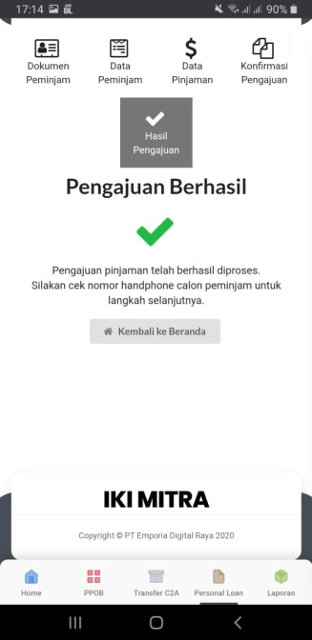 17:14
90%
Dokumen Peminjam
Data Peminjam
Data Pinjaman
Konfirmasi Pengajuan
Hasil Pengajuan
Pengajuan Berhasil
Pengajuan pinjaman telah berhasil diproses.
Silakan cek nomor handphone calon peminjam untuk
langkah selanjutnya.
Kembali ke Beranda
IKI MITRA
Copyright © PT Emporia Digital Raya 2020
Home
PPOB
Transfer C2A
Personal Loan
Laporan